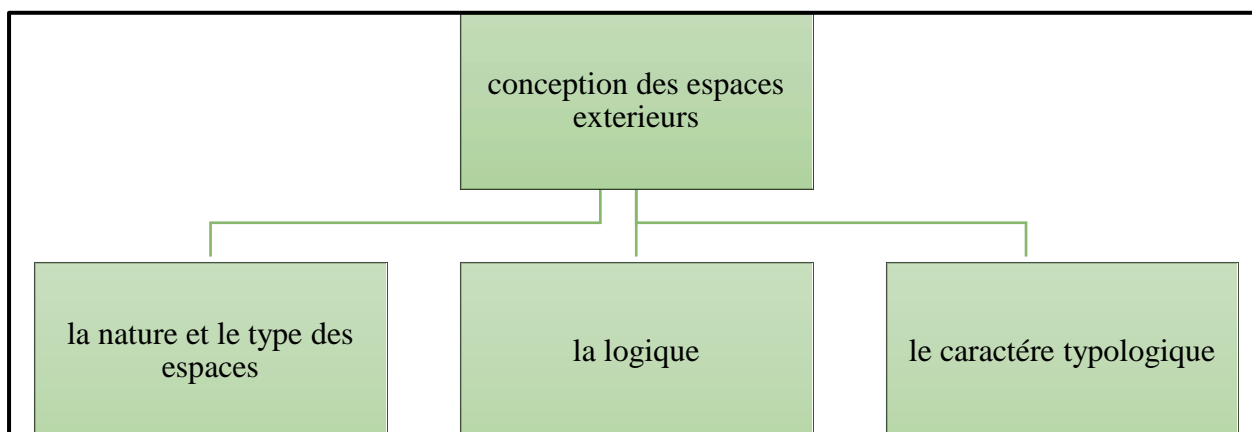 conception des espaces
exterieurs
la nature et le type des
espaces
la logique
le caractére typologique